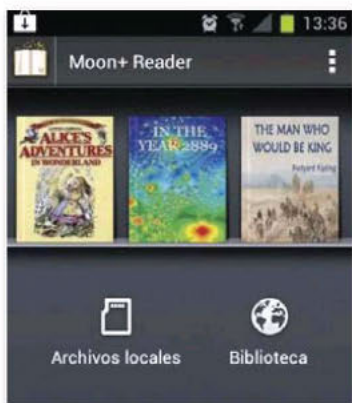 13:36
Moon+ Reader
ALICE'S
ADVENTURES
IN WONDERLAND
IN THE
YEAR 2889
THE MAN WHO
WOULD BE KING
Rudyard Kipling
Archivos locales
Biblioteca